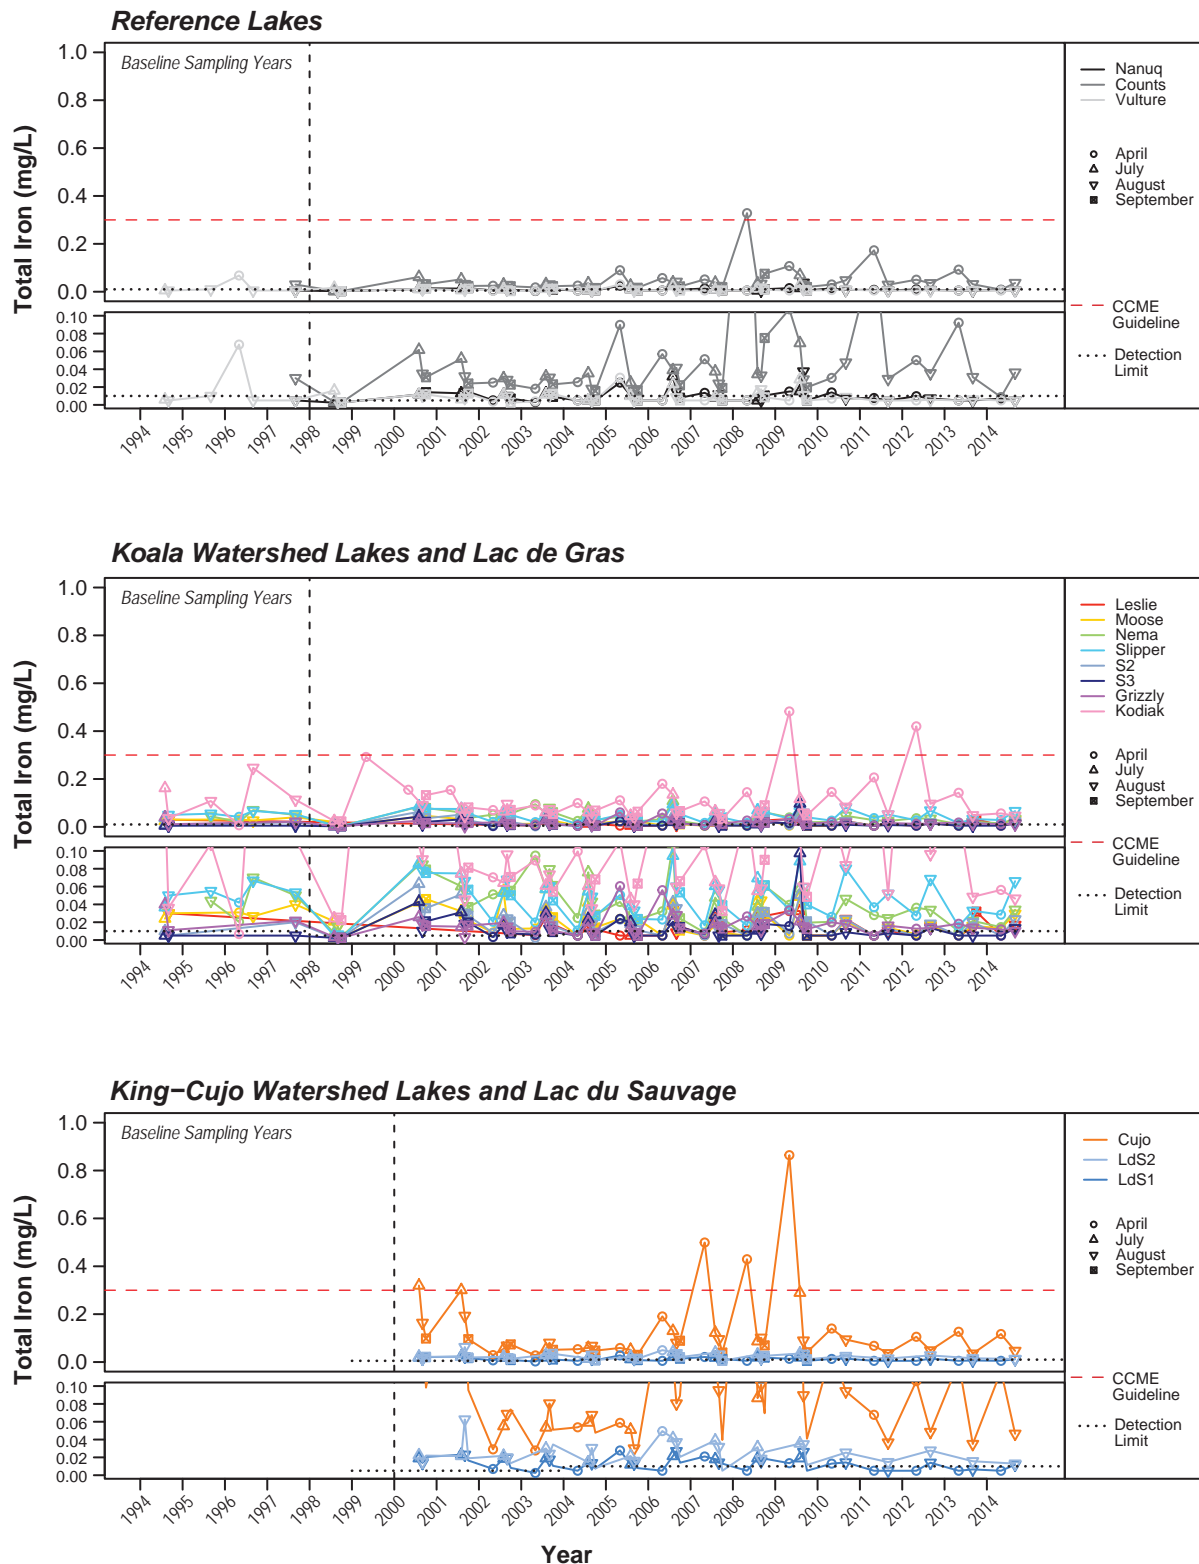 Reference Lakes
Baseline Sampling Years
Total Iron (mg/L)
1.0
0.8
0.6
0.4
0.2
0.0
0.10
0.08
0.06
0.04
0.02
0.00
1994 1995 1996 1997 1998 1999 2000 2001 2002 2003 2004 2005 2006 2007 2008 2009 2010 2011 2012 2013 2014
Nanuq
Counts
Vulture
April
July
August
September
CCME
Guideline
Detection
Limit
Koala Watershed Lakes and Lac de Gras
Baseline Sampling Years
Total Iron (mg/L)
1.0
0.8
0.6
0.4
0.2
0.0
0.10
0.08
0.06
0.04
0.02
0.00
1994 1995 1996 1997 1998 1999 2000 2001 2002 2003 2004 2005 2006 2007 2008 2009 2010 2011 2012 2013 2014
Leslie
Moose
Nema
Slipper
S2
S3
Grizzly
Kodiak
April
July
August
September
CCME
Guideline
Detection
Limit
King−Cujo Watershed Lakes and Lac du Sauvage
Baseline Sampling Years
Total Iron (mg/L)
1.0
0.8
0.6
0.4
0.2
0.0
0.10
0.08
0.06
0.04
0.02
0.00
1994 1995 1996 1997 1998 1999 2000 2001 2002 2003 2004 2005 2006 2007 2008 2009 2010 2011 2012 2013 2014
Year
Cujo
LdS2
LdS1
April
July
August
September
CCME
Guideline
Detection
Limit